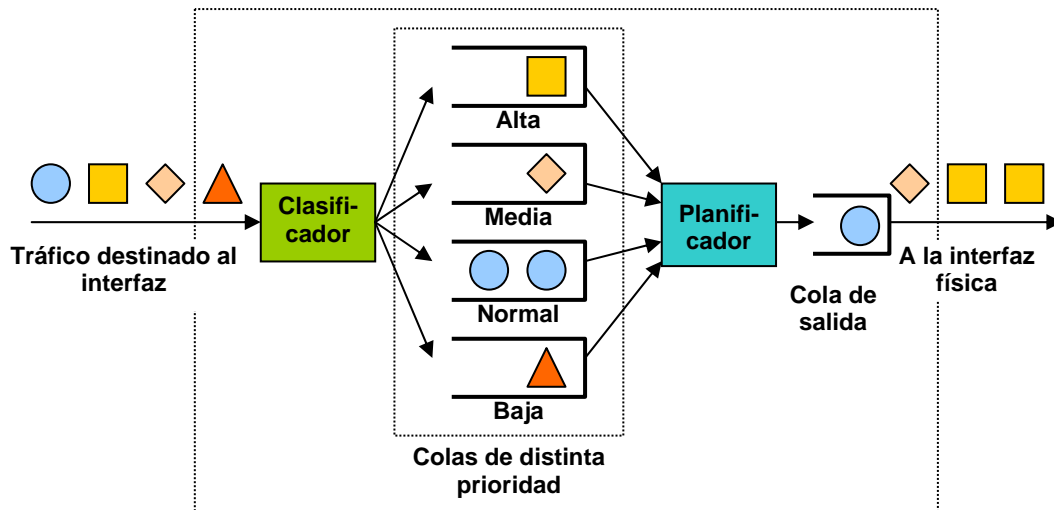 Alta
Clasifi-
cador
Media
Planifi-
cador
Tráfico destinado al
interfaz
Normal
A la interfaz
física
Cola de
salida
Baja
Colas de distinta
prioridad